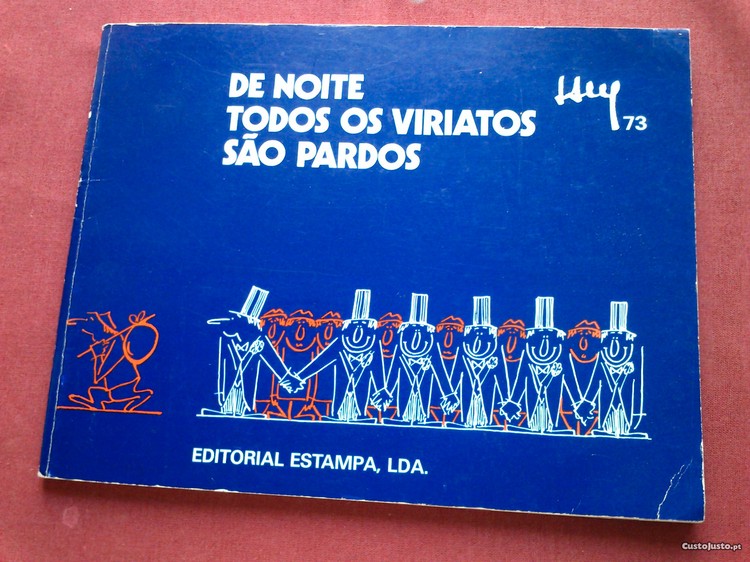 DE NOITE
TODOS OS VIRIATOS
SÃO PARDOS
73
EDITORIAL ESTAMPA, LDA.
CustoJusto.pt